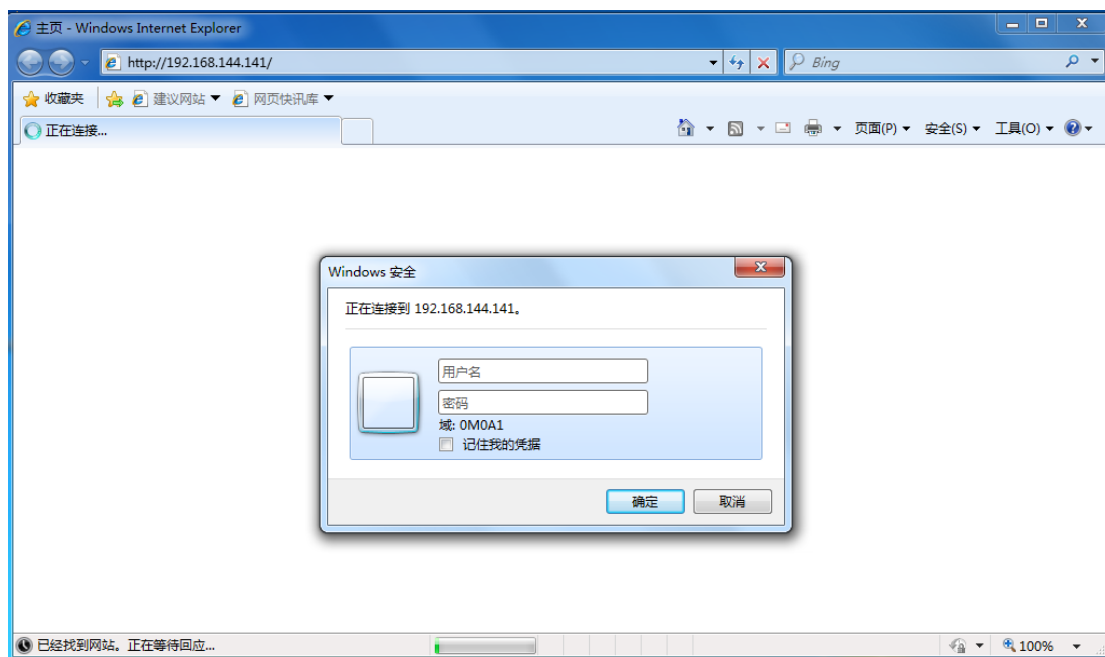 主页 - Windows Internet Explorer
http://192.168.144.141/
Bing
收藏夹 建议网站 网页快讯库
正在连接... 页面(P) 安全(S) 工具(O)
Windows 安全
正在连接到 192.168.144.141。
用户名
密码
域: 0M0A1
记住我的凭据
确定 取消
已经找到网站。正在等待回应... 100%